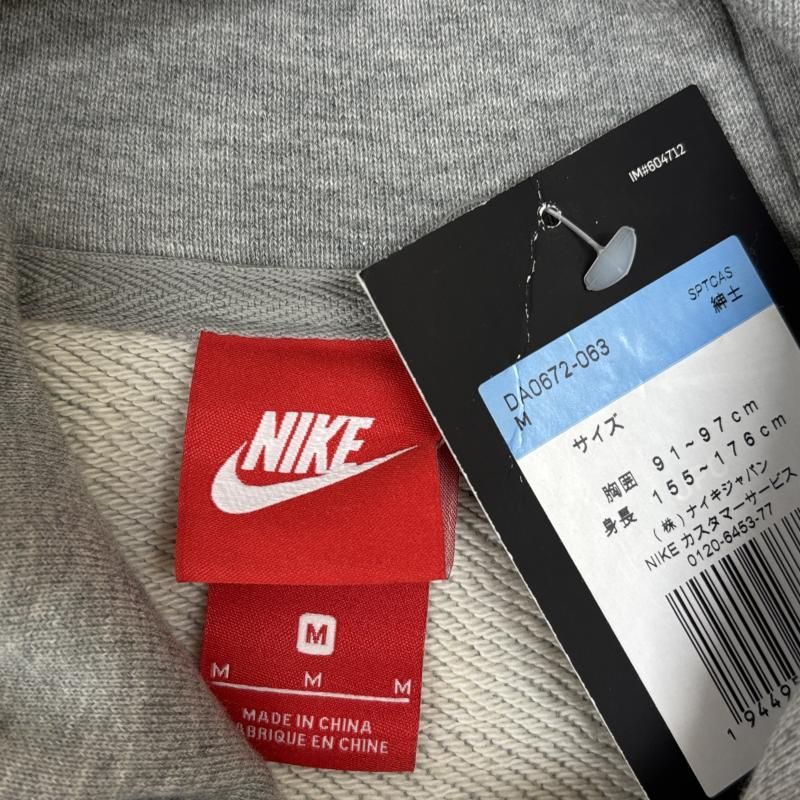 IM#604712
SPTCAS
紳士
DA0672-063
M
サイズ
胸囲 91~97cm
身長 155~176cm
(株)ナイキジャパン
NIKE カスタマーサービス
0120-6453-77
19449
NIKE
M
M M M
MADE IN CHINA
ABRIQUE EN CHINE